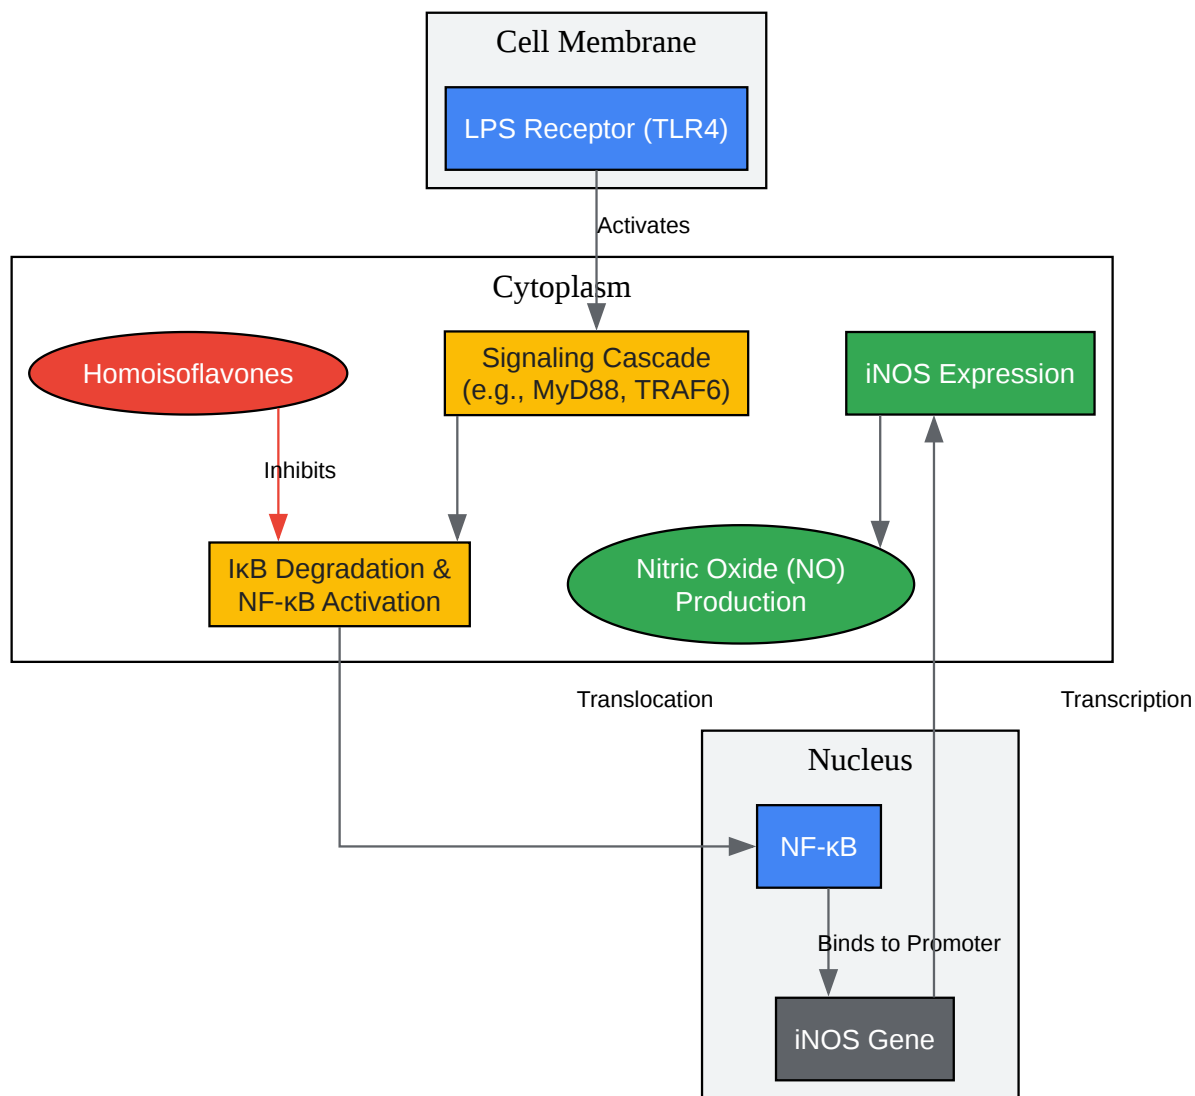 Cell Membrane
LPS Receptor (TLR4)
Activates
Cytoplasm
Homoisoflavones
Signaling Cascade
(e.g., MyD88, TRAF6)
iNOS Expression
Inhibits
IκB Degradation &
NF-κB Activation
Nitric Oxide (NO)
Production
Translocation
Transcription
Nucleus
NF-κB
Binds to Promoter
iNOS Gene